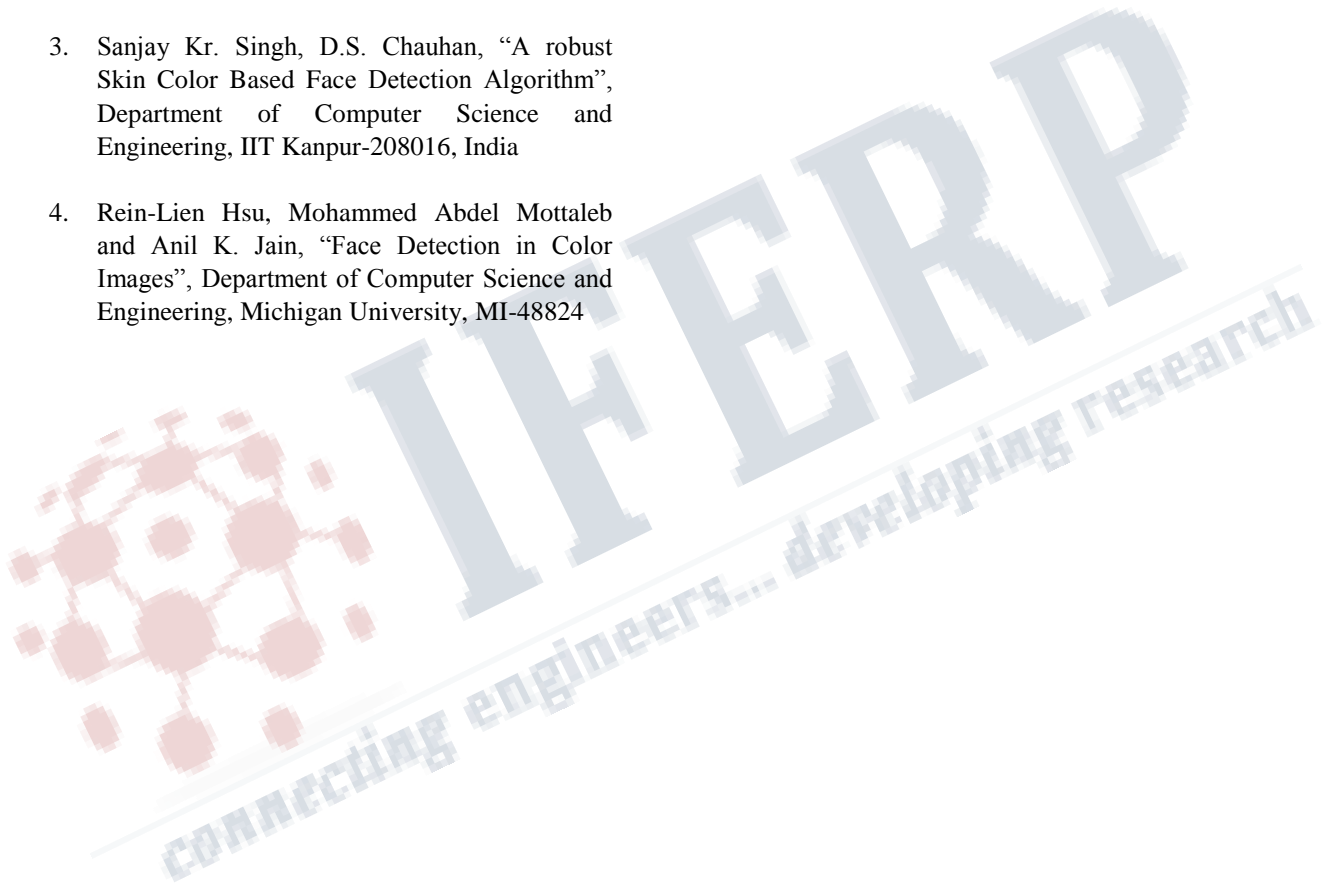 3. Sanjay Kr. Singh, D.S. Chauhan, “A robust
Skin Color Based Face Detection Algorithm”,
Department of Computer Science and
Engineering, IIT Kanpur-208016, India
4. Rein-Lien Hsu, Mohammed Abdel Mottaleb
and Anil K. Jain, “Face Detection in Color
Images”, Department of Computer Science and
Engineering, Michigan University, MI-48824
IFERP
connecting engineers... developing research